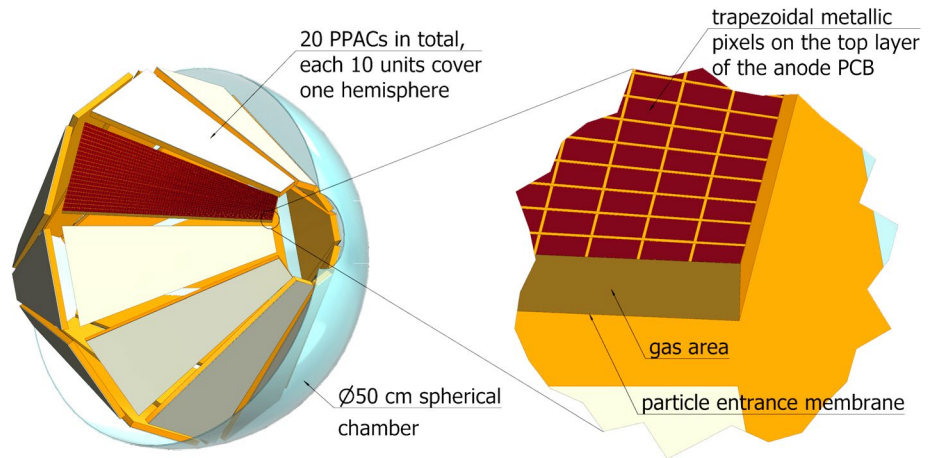 20 PPACs in total,
each 10 units cover
one hemisphere
trapezoidal metallic
pixels on the top layer
of the anode PCB
gas area
particle entrance membrane
Ø50 cm spherical
chamber